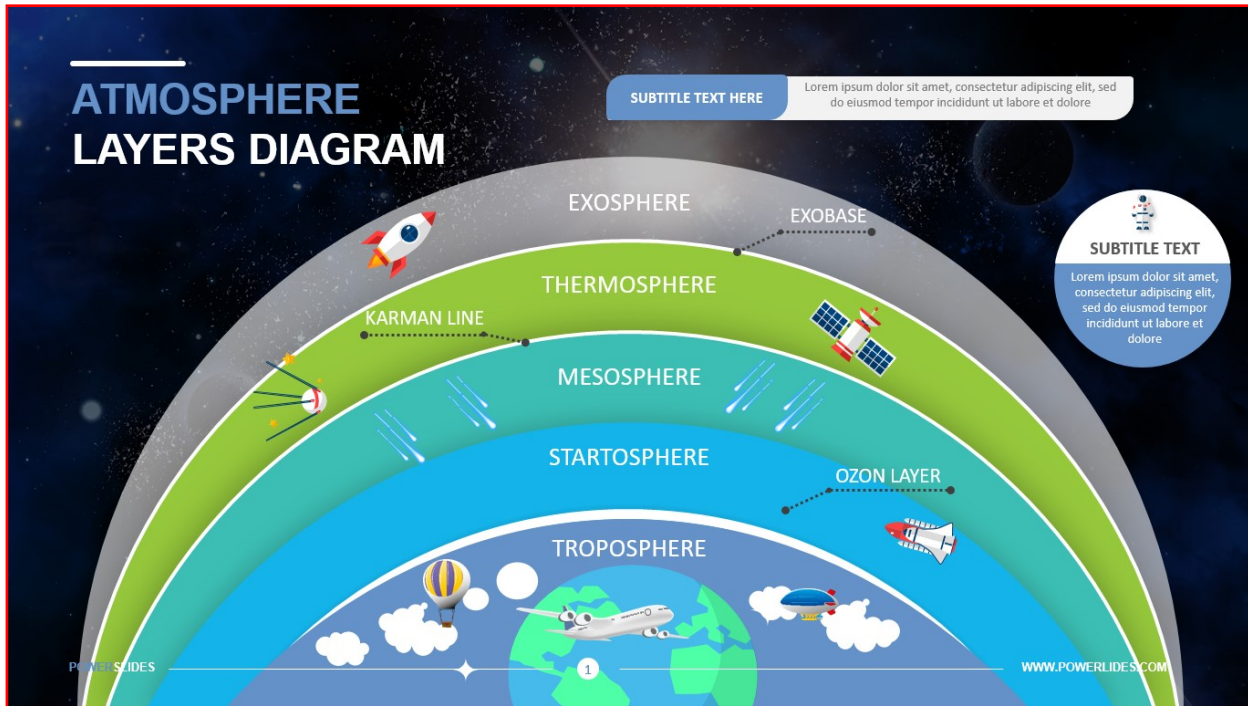 ATMOSPHERE
LAYERS DIAGRAM
SUBTITLE TEXT HERE
Lorem ipsum dolor sit amet, consectetur adipiscing elit, sed
do eiusmod tempor incididunt ut labore et dolore
EXOSPHERE
EXOBASE
SUBTITLE TEXT
Lorem ipsum dolor sit amet,
consectetur adipiscing elit,
sed do eiusmod tempor
incididunt ut labore et
dolore
THERMOSPHERE
KARMAN LINE
MESOSPHERE
STARTOSPHERE
OZON LAYER
TROPOSPHERE
POWERSLIDES
1
WWW.POWERLIDES.COM